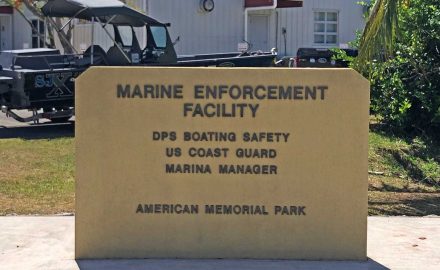 MARINE ENFORCEMENT
FACILITY
DPS BOATING SAFETY
US COAST GUARD
MARINA MANAGER
AMERICAN MEMORIAL PARK